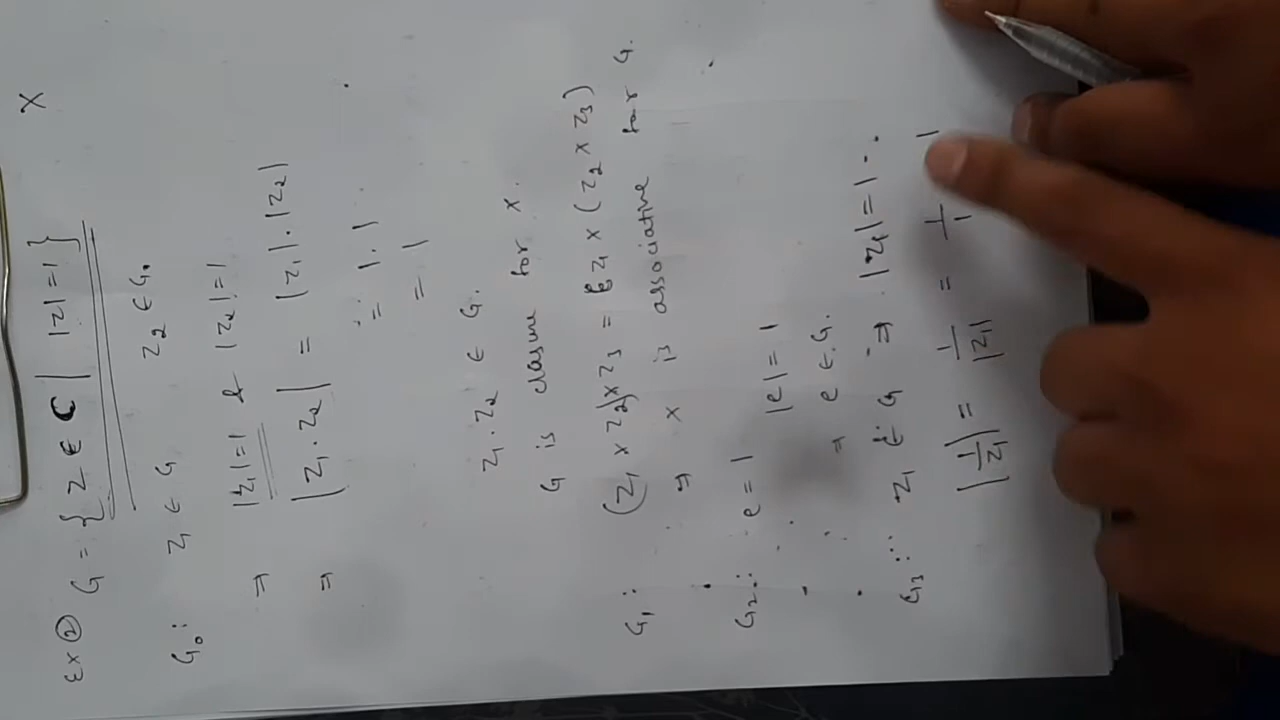 Ex ② G = { z ∈ C | |z| = 1 } X
G₀: z₁ ∈ G z₂ ∈ G.
⇒ |z₁| = 1 & |z₂| = 1
⇒ |z₁ . z₂| = |z₁| . |z₂|
= 1 . 1
= 1
z₁ . z₂ ∈ G.
G is closure for x.
G₁: (z₁ x z₂) x z₃ = z₁ x (z₂ x z₃)
⇒ x is associative for G.
G₂: e = 1 |e| = 1
⇒ e ∈ G.
G₃: z₁ ∈ G ⇒ |z₁| = 1
|1/z₁| = 1/|z₁| = 1/1 1